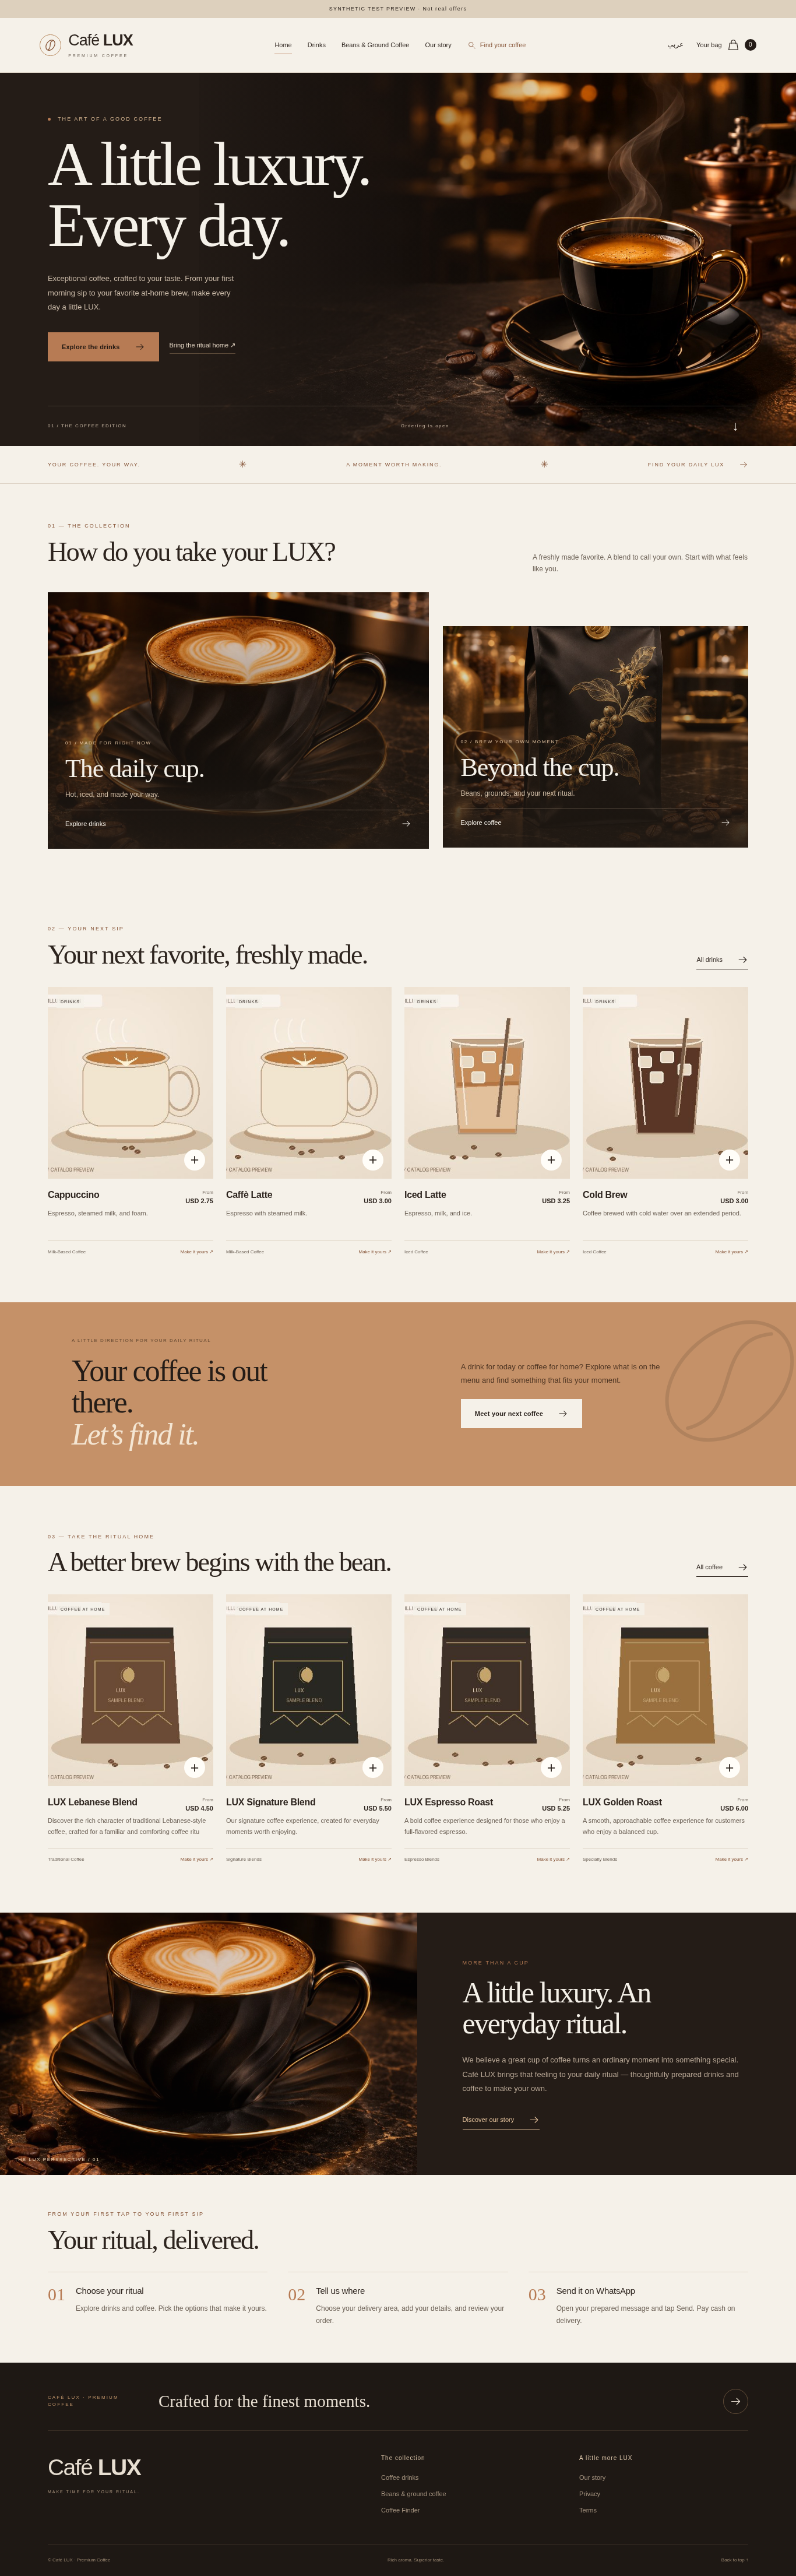 SYNTHETIC TEST PREVIEW · Not real offers
Café LUX
PREMIUM COFFEE
Home
Drinks
Beans & Ground Coffee
Our story
Find your coffee
عربي
Your bag
0
THE ART OF A GOOD COFFEE
A little luxury.
Every day.
Exceptional coffee, crafted to your taste. From your first
morning sip to your favorite at-home brew, make every
day a little LUX.
Explore the drinks
Bring the ritual home ↗
01 / THE COFFEE EDITION
Ordering is open
YOUR COFFEE. YOUR WAY.
A MOMENT WORTH MAKING.
FIND YOUR DAILY LUX
01 — THE COLLECTION
How do you take your LUX?
A freshly made favorite. A blend to call your own. Start with what feels
like you.
01 / MADE FOR RIGHT NOW
The daily cup.
Hot, iced, and made your way.
Explore drinks
02 / BREW YOUR OWN MOMENT
Beyond the cup.
Beans, grounds, and your next ritual.
Explore coffee
02 — YOUR NEXT SIP
Your next favorite, freshly made.
All drinks
DRINKS
CATALOG PREVIEW
Cappuccino
From
USD 2.75
Espresso, steamed milk, and foam.
Milk-Based Coffee
Make it yours ↗
DRINKS
CATALOG PREVIEW
Caffè Latte
From
USD 3.00
Espresso with steamed milk.
Milk-Based Coffee
Make it yours ↗
DRINKS
CATALOG PREVIEW
Iced Latte
From
USD 3.25
Espresso, milk, and ice.
Iced Coffee
Make it yours ↗
DRINKS
CATALOG PREVIEW
Cold Brew
From
USD 3.00
Coffee brewed with cold water over an extended period.
Iced Coffee
Make it yours ↗
A LITTLE DIRECTION FOR YOUR DAILY RITUAL
Your coffee is out
there.
Let's find it.
A drink for today or coffee for home? Explore what is on the
menu and find something that fits your moment.
Meet your next coffee
03 — TAKE THE RITUAL HOME
A better brew begins with the bean.
All coffee
COFFEE AT HOME
LUX
SAMPLE BLEND
CATALOG PREVIEW
LUX Lebanese Blend
From
USD 4.50
Discover the rich character of traditional Lebanese-style
coffee, crafted for a familiar and comforting coffee ritu
Traditional Coffee
Make it yours ↗
COFFEE AT HOME
LUX
SAMPLE BLEND
CATALOG PREVIEW
LUX Signature Blend
From
USD 5.50
Our signature coffee experience, created for everyday
moments worth enjoying.
Signature Blends
Make it yours ↗
COFFEE AT HOME
LUX
SAMPLE BLEND
CATALOG PREVIEW
LUX Espresso Roast
From
USD 5.25
A bold coffee experience designed for those who enjoy a
full-flavored espresso.
Espresso Blends
Make it yours ↗
COFFEE AT HOME
LUX
SAMPLE BLEND
CATALOG PREVIEW
LUX Golden Roast
From
USD 6.00
A smooth, approachable coffee experience for customers
who enjoy a balanced cup.
Specialty Blends
Make it yours ↗
THE LUX PERSPECTIVE / 01
MORE THAN A CUP
A little luxury. An
everyday ritual.
We believe a great cup of coffee turns an ordinary moment into something special.
Café LUX brings that feeling to your daily ritual — thoughtfully prepared drinks and
coffee to make your own.
Discover our story
FROM YOUR FIRST TAP TO YOUR FIRST SIP
Your ritual, delivered.
01
Choose your ritual
Explore drinks and coffee. Pick the options that make it yours.
02
Tell us where
Choose your delivery area, add your details, and review your
order.
03
Send it on WhatsApp
Open your prepared message and tap Send. Pay cash on
delivery.
CAFÉ LUX · PREMIUM
COFFEE
Crafted for the finest moments.
Café LUX
MAKE TIME FOR YOUR RITUAL.
The collection
Coffee drinks
Beans & ground coffee
Coffee Finder
A little more LUX
Our story
Privacy
Terms
© Café LUX · Premium Coffee
Rich aroma. Superior taste.
Back to top ↑